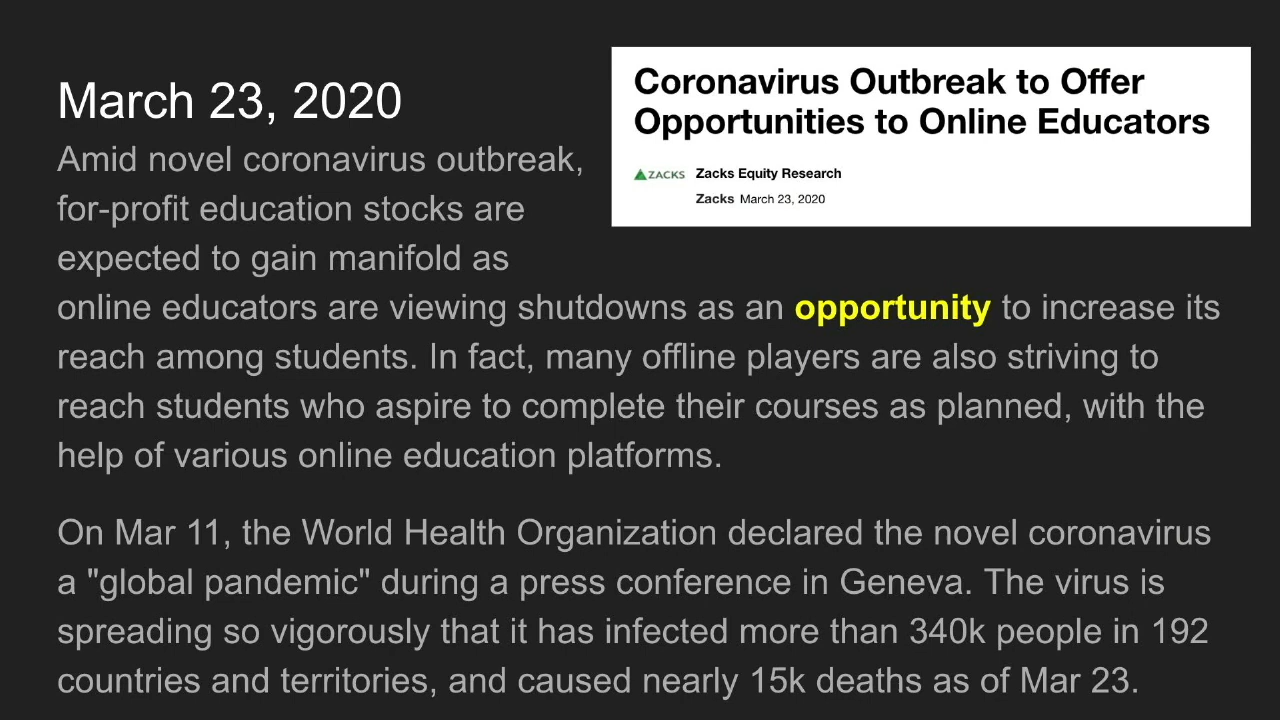 March 23, 2020
Coronavirus Outbreak to Offer
Opportunities to Online Educators
ZACKS Zacks Equity Research
Zacks March 23, 2020
Amid novel coronavirus outbreak,
for-profit education stocks are
expected to gain manifold as
online educators are viewing shutdowns as an opportunity to increase its
reach among students. In fact, many offline players are also striving to
reach students who aspire to complete their courses as planned, with the
help of various online education platforms.
On Mar 11, the World Health Organization declared the novel coronavirus
a "global pandemic" during a press conference in Geneva. The virus is
spreading so vigorously that it has infected more than 340k people in 192
countries and territories, and caused nearly 15k deaths as of Mar 23.